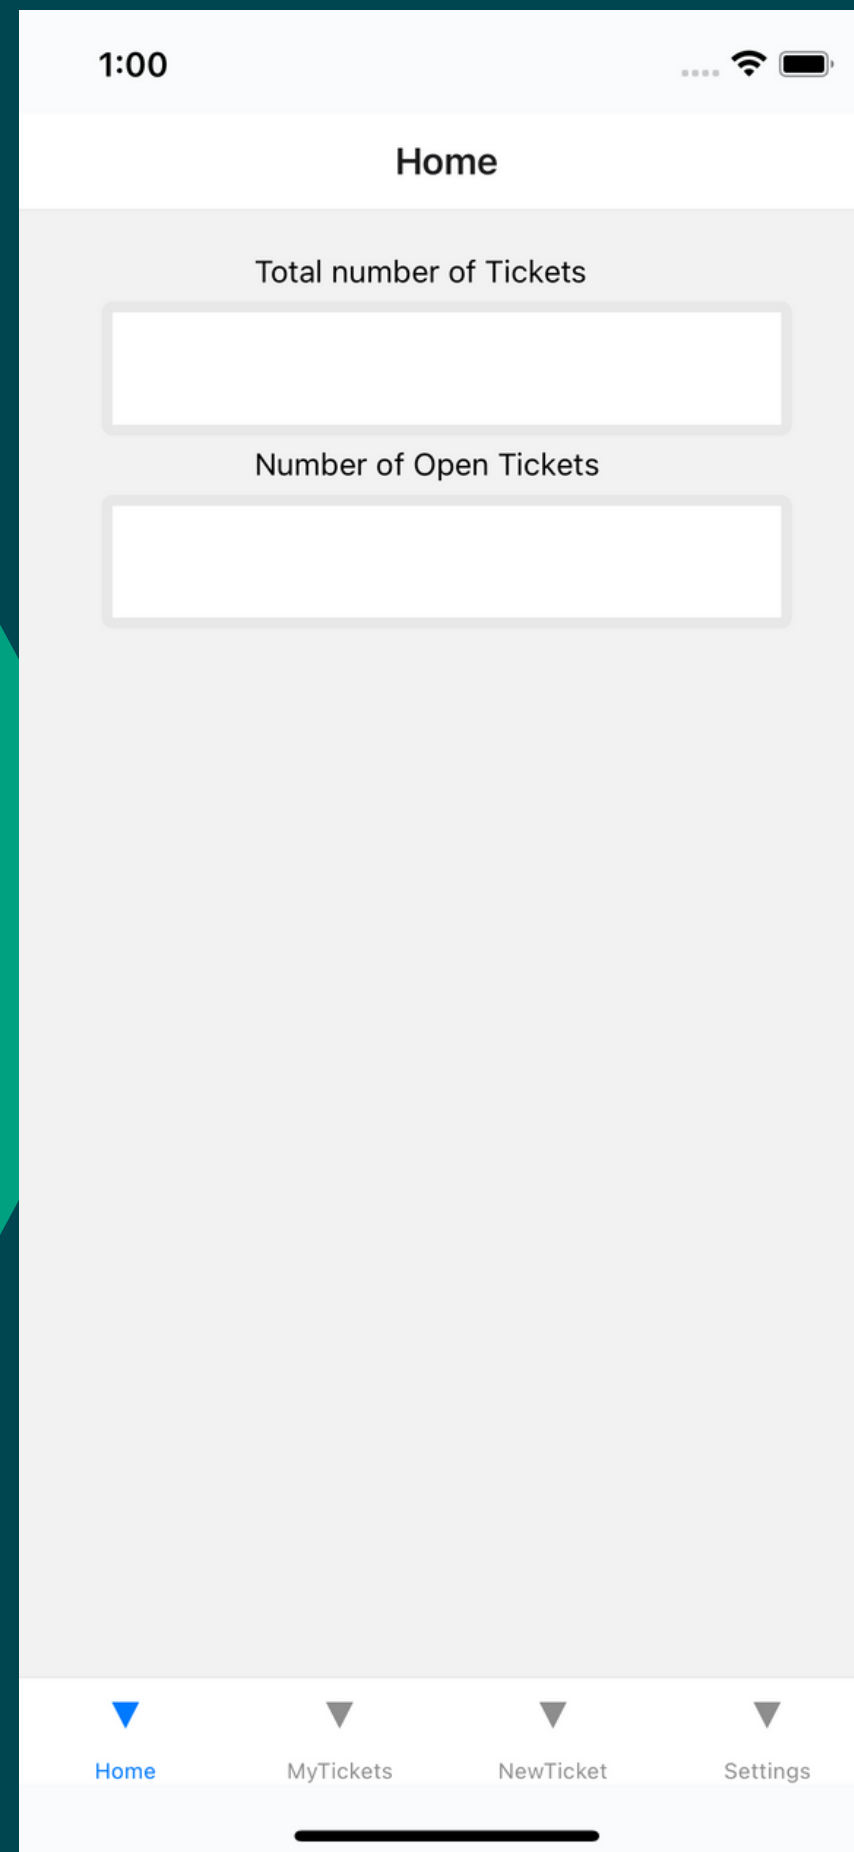 1:00
Home
Total number of Tickets
Number of Open Tickets
Home
MyTickets
NewTicket
Settings